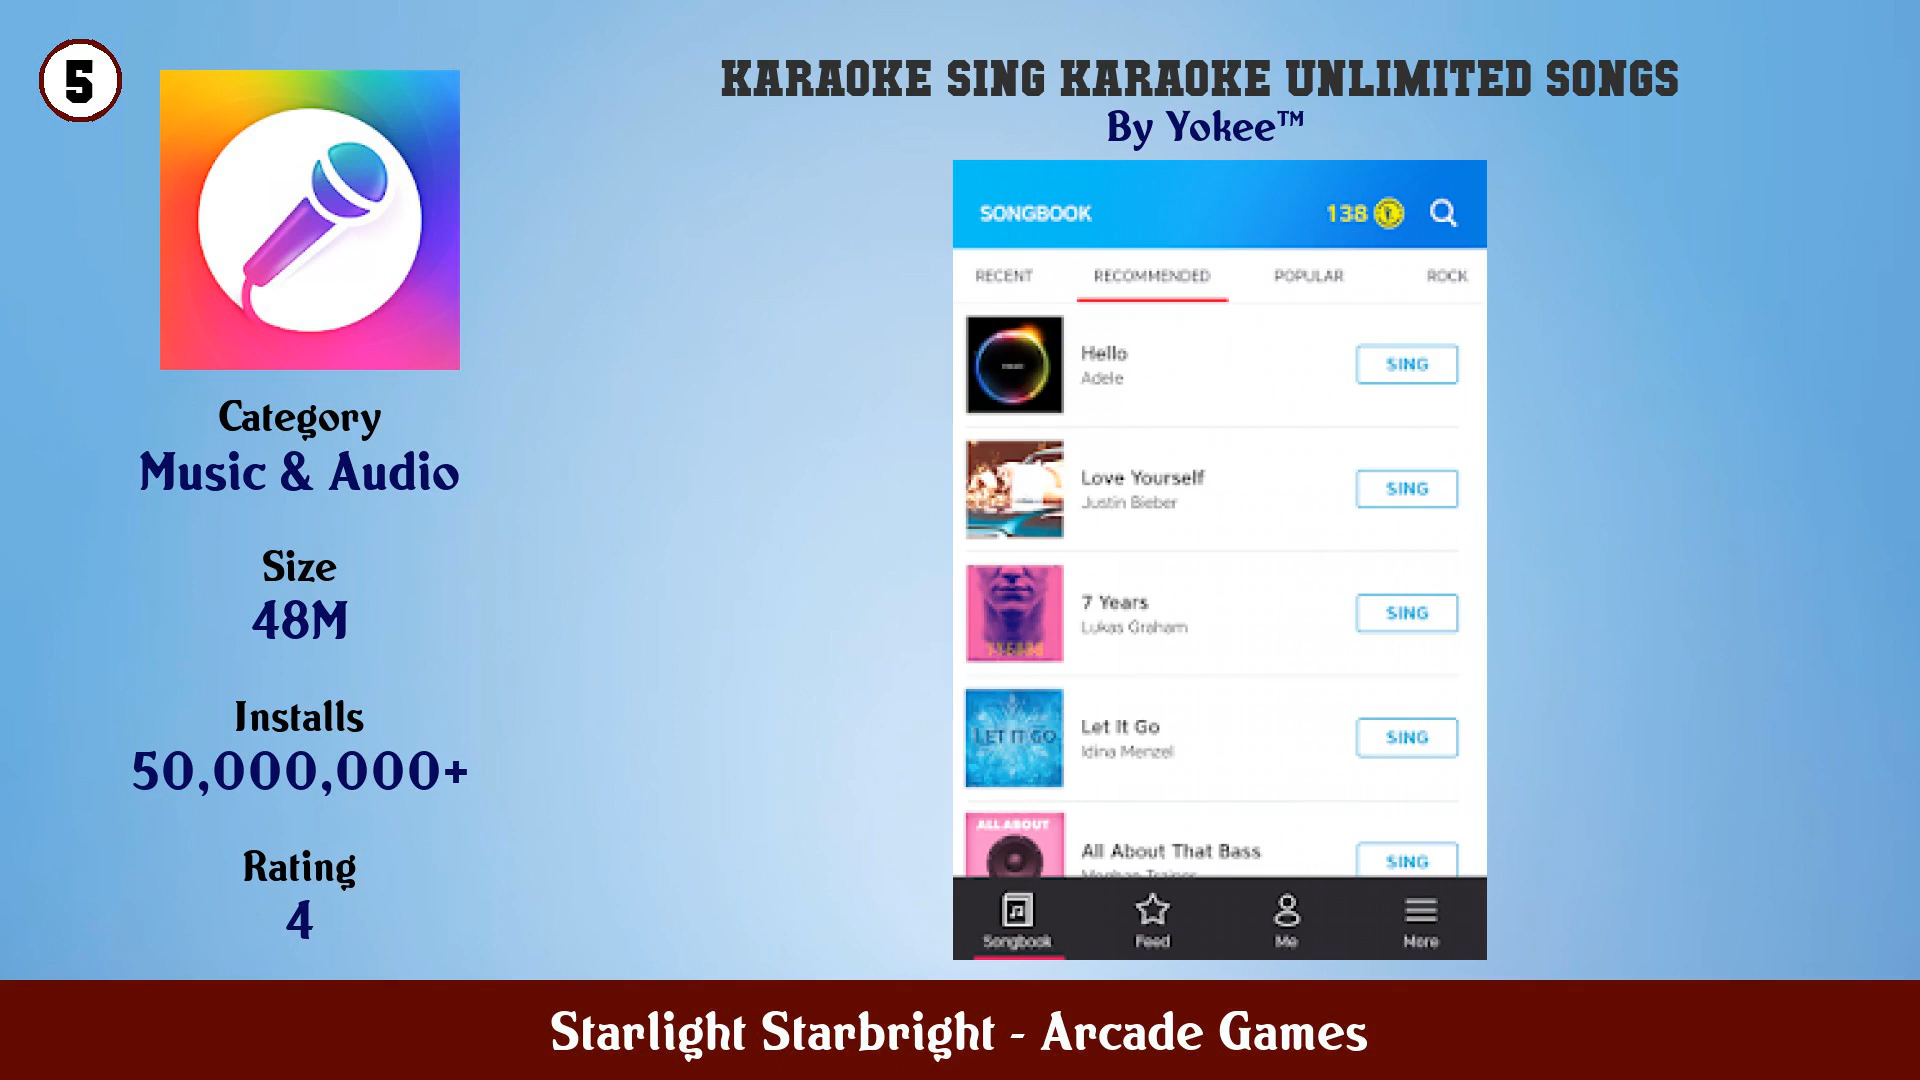 5
KARAOKE SING KARAOKE UNLIMITED SONGS
By Yokee™
Category
Music & Audio
Size
48M
Installs
50,000,000+
Rating
4
SONGBOOK
138
RECENT RECOMMENDED POPULAR ROCK
Hello
Adele
SING
Love Yourself
Justin Bieber
SING
7 Years
Lukas Graham
SING
LET IT GO
Let It Go
Idina Menzel
SING
ALL ABOUT
All About That Bass
Meghan Trainor
SING
Songbook Feed Me More
Starlight Starbright - Arcade Games